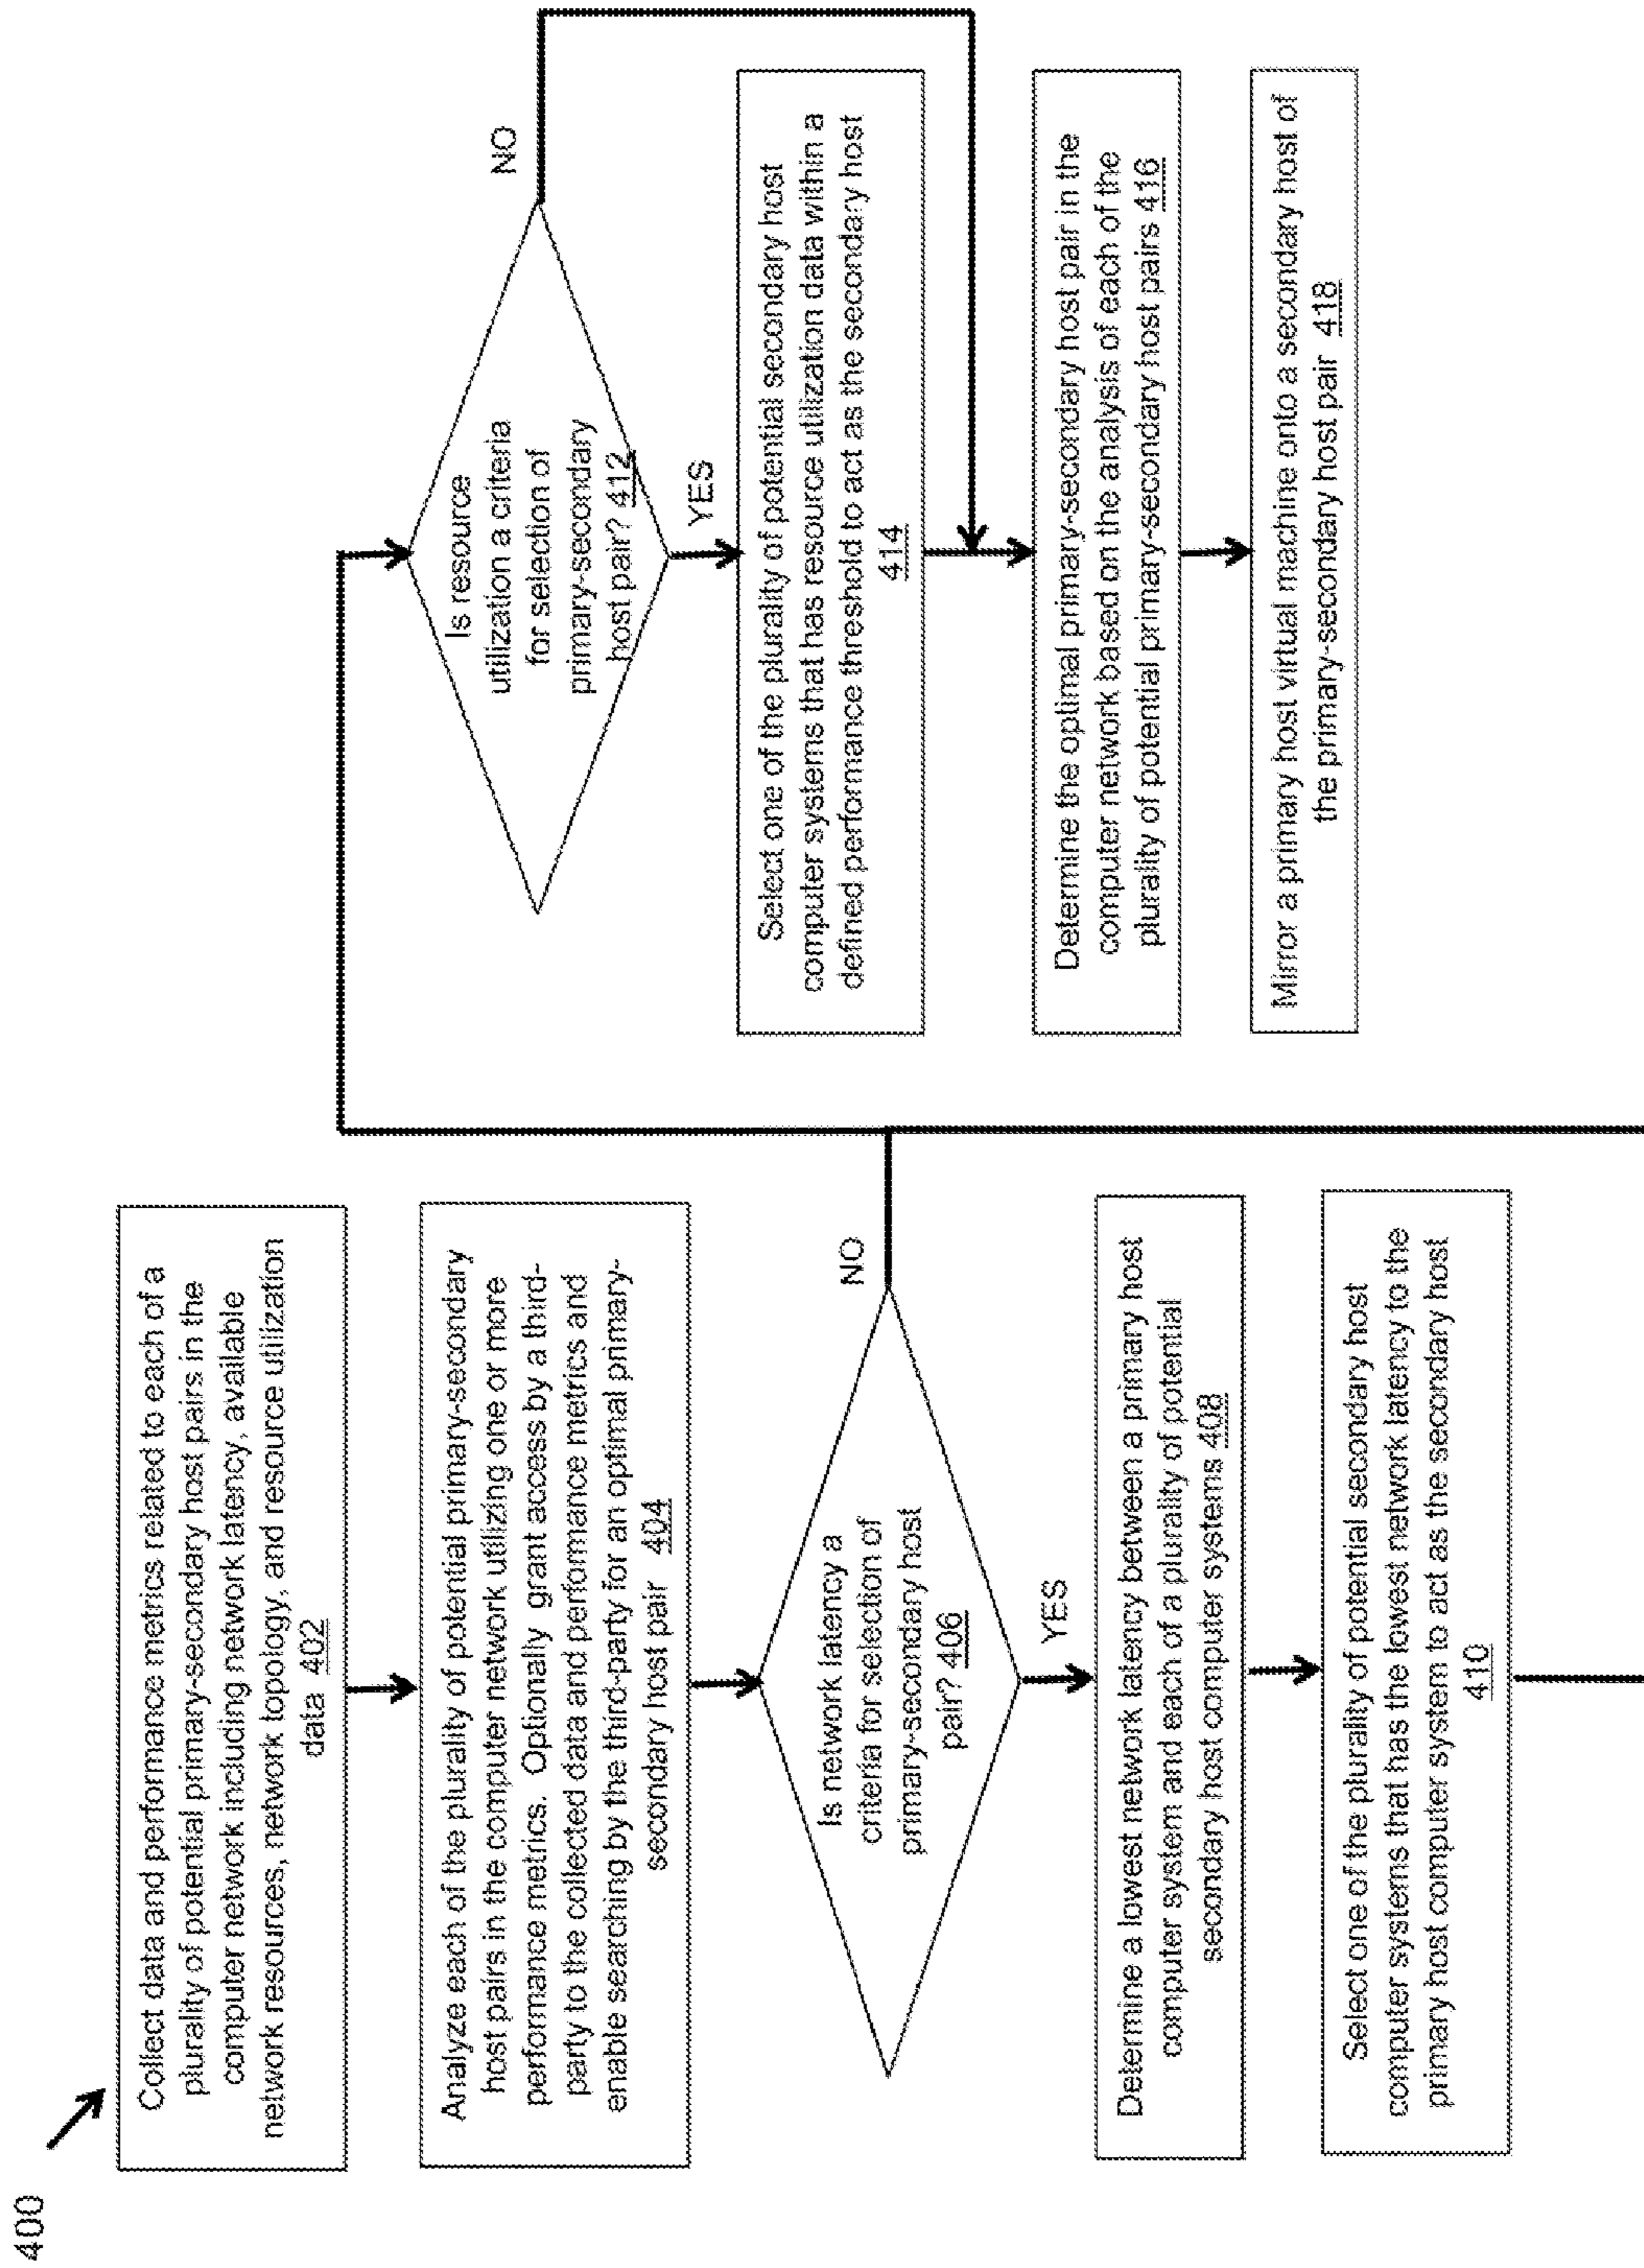 400
Collect data and performance metrics related to each of a
plurality of potential primary-secondary host pairs in the
computer network including network latency, available
network resources, network topology, and resource utilization
data 402
Analyze each of the plurality of potential primary-secondary
host pairs in the computer network utilizing one or more
performance metrics. Optionally grant access by a third-
party to the collected data and performance metrics and
enable searching by the third-party for an optimal primary-
secondary host pair 404
Is network latency a
criteria for selection of
primary-secondary host
pair? 406
NO
YES
Determine a lowest network latency between a primary host
computer system and each of a plurality of potential
secondary host computer systems 408
Select one of the plurality of potential secondary host
computer systems that has the lowest network latency to the
primary host computer system to act as the secondary host
410
Is resource
utilization a criteria
for selection of
primary-secondary
host pair? 412
NO
YES
Select one of the plurality of potential secondary host
computer systems that has resource utilization data within a
defined performance threshold to act as the secondary host
414
Determine the optimal primary-secondary host pair in the
computer network based on the analysis of each of the
plurality of potential primary-secondary host pairs 416
Mirror a primary host virtual machine onto a secondary host of
the primary-secondary host pair 418